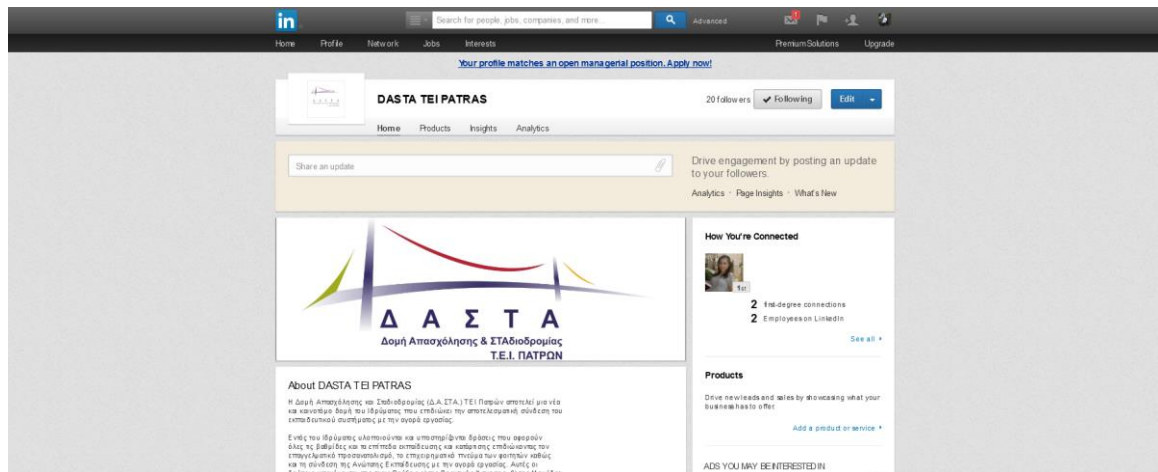 in
Search for people, jobs, companies, and more...
Advanced
Home Profile Network Jobs Interests
Premium Solutions Upgrade
Your profile matches an open managerial position. Apply now!
DASTA TEI PATRAS
20 followers Following Edit
Home Products Insights Analytics
Share an update
Drive engagement by posting an update
to your followers.
Analytics · Page Insights · What's New
ΔΑΣΤΑ
Δομή Απασχόλησης & ΣΤΑδιοδρομίας
Τ.Ε.Ι. ΠΑΤΡΩΝ
How You're Connected
1st
2 first-degree connections
2 Employees on LinkedIn
See all
Products
Drive new leads and sales by showcasing what your
business has to offer.
Add a product or service
ADS YOU MAY BE INTERESTED IN
About DASTA TEI PATRAS
Η Δομή Απασχόλησης και Σταδιοδρομίας (Δ.Α.ΣΤΑ.) ΤΕΙ Πατρών αποτελεί μια νέα
και καινοτόμο δομή του Ιδρύματος που επιδιώκει την αποτελεσματική σύνδεση του
εκπαιδευτικού συστήματος με την αγορά εργασίας.
Εντός του Ιδρύματος υλοποιούνται και υποστηρίζονται δράσεις που αφορούν
όλες τις βαθμίδες και τα επίπεδα εκπαίδευσης και κατάρτισης επιδιώκοντας τον
επαγγελματικό προσανατολισμό, το επιχειρηματικό πνεύμα των φοιτητών καθώς
και τη σύνδεση της Ανώτατης Εκπαίδευσης με την αγορά εργασίας. Αυτές οι